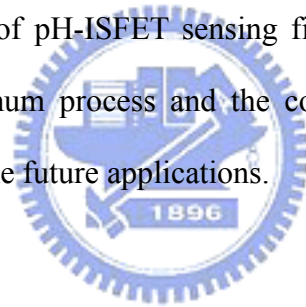 of pH-ISFET sensing fi
num process and the co
e future applications.
1896